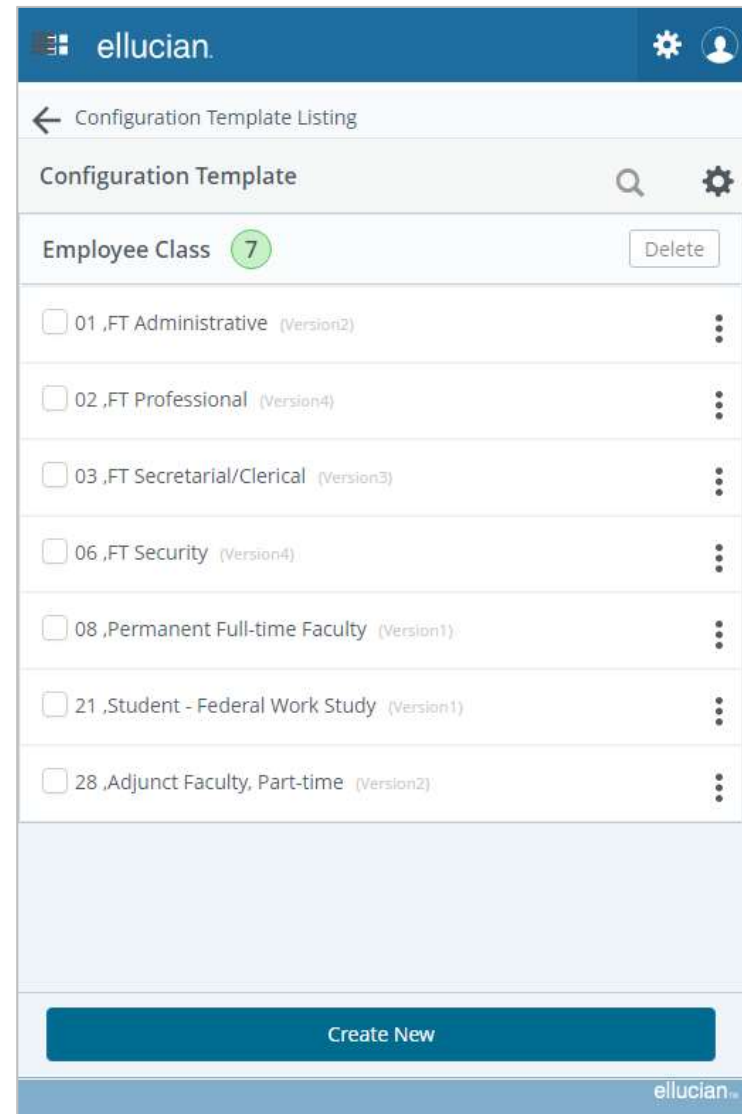 ellucian.
Configuration Template Listing
Configuration Template
Employee Class 7 Delete
01 ,FT Administrative (Version2)
02 ,FT Professional (Version4)
03 ,FT Secretarial/Clerical (Version3)
06 ,FT Security (Version4)
08 ,Permanent Full-time Faculty (Version1)
21 ,Student - Federal Work Study (Version1)
28 ,Adjunct Faculty, Part-time (Version2)
Create New
ellucian™